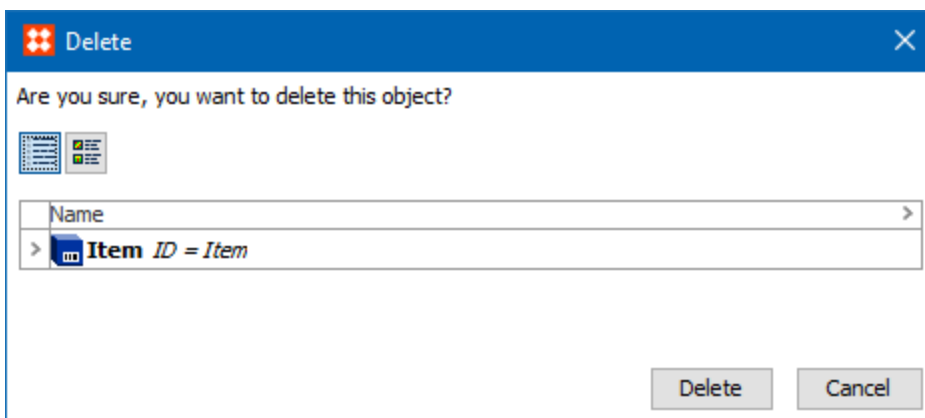 Delete
Are you sure, you want to delete this object?
Name
Item ID = Item
Delete
Cancel